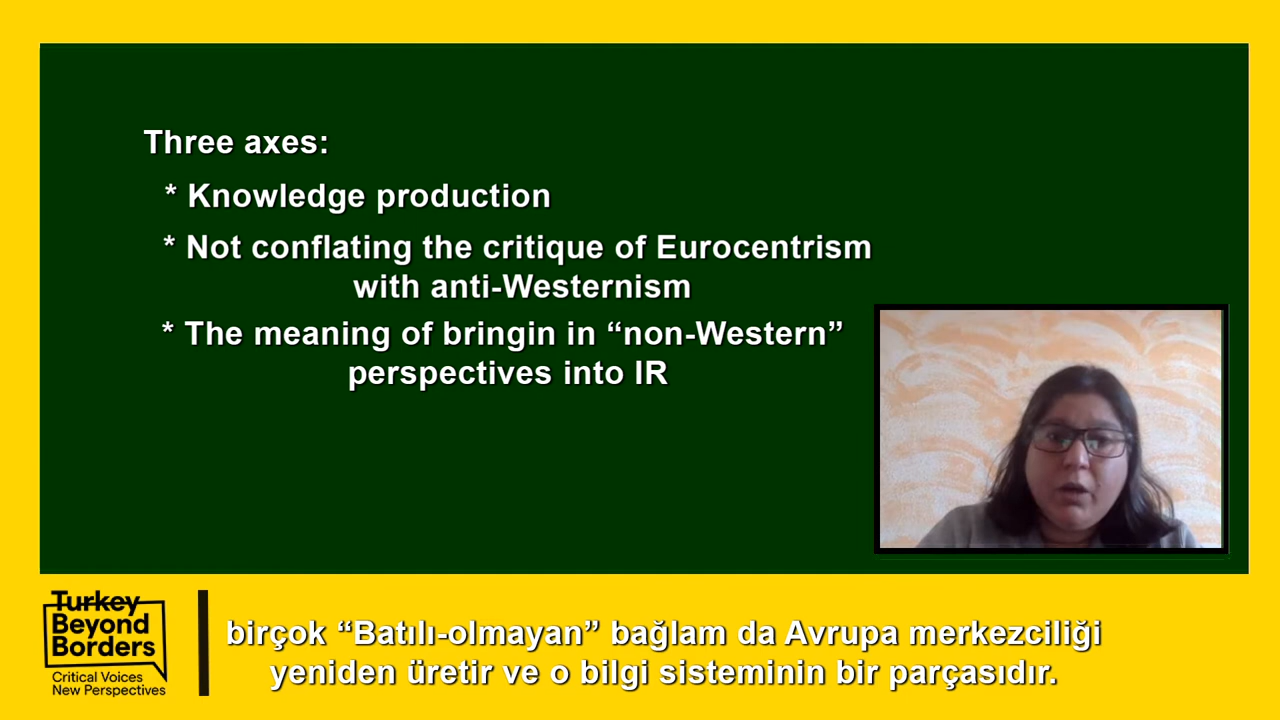 Three axes:
* Knowledge production
* Not conflating the critique of Eurocentrism
with anti-Westernism
* The meaning of bringin in “non-Western”
perspectives into IR
Turkey
Beyond
Borders
Critical Voices
New Perspectives
birçok “Batılı-olmayan” bağlam da Avrupa merkezciliği
yeniden üretir ve o bilgi sisteminin bir parçasıdır.